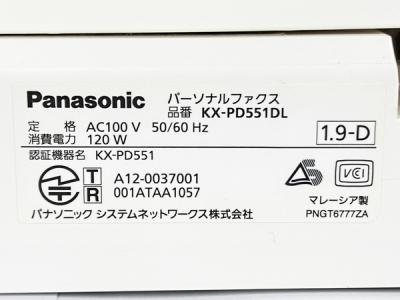 Panasonic パーソナルファクス
品番 KX-PD551DL
定格 AC100 V 50/60 Hz
消費電力 120 W
1.9-D
認証機器名 KX-PD551
T A12-0037001
R 001ATAA1057
VCI
パナソニック システムネットワークス株式会社
マレーシア製
PNGT6777ZA